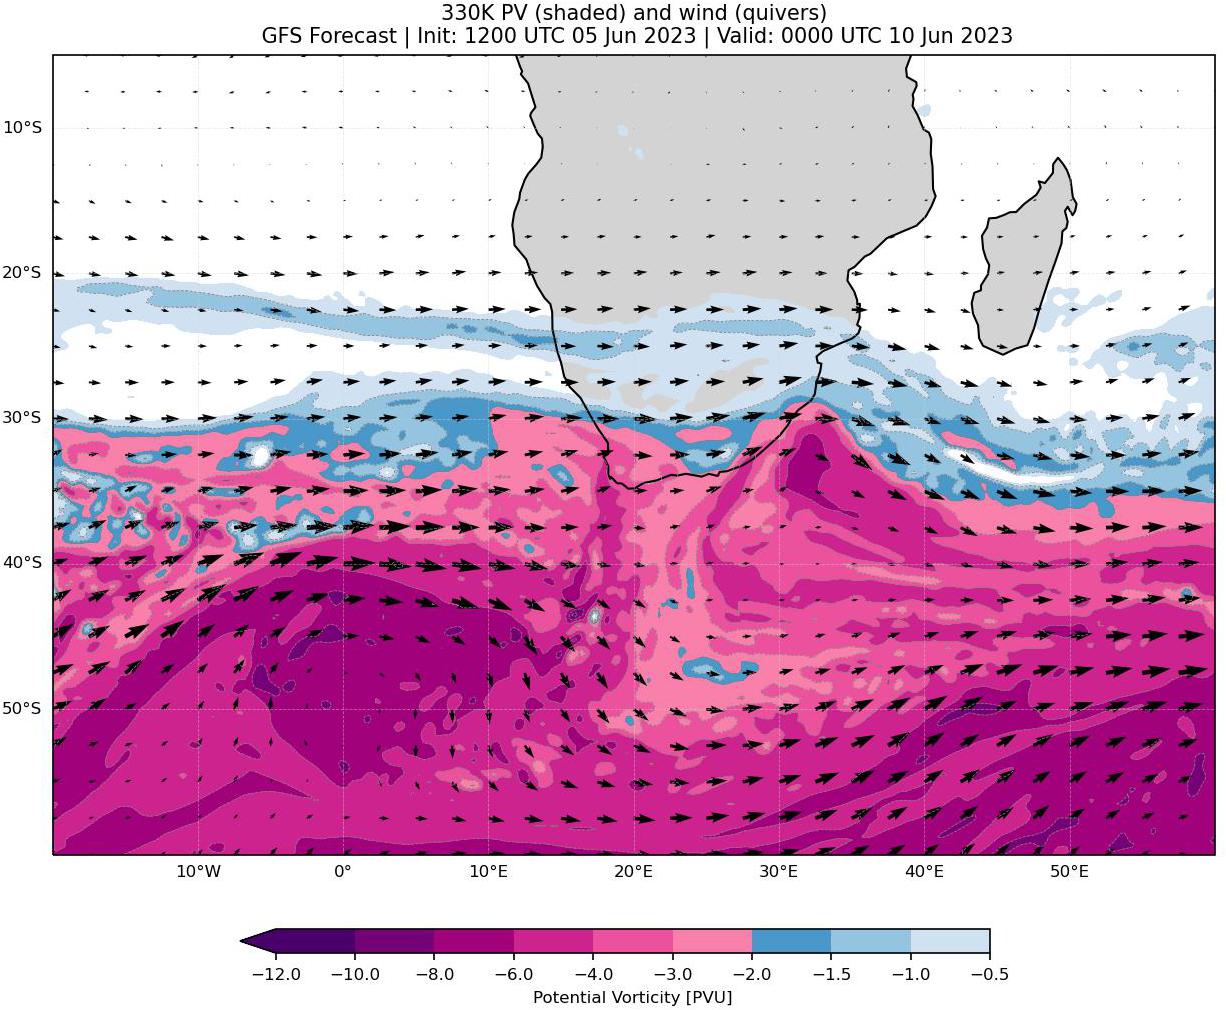 330K PV (shaded) and wind (quivers)
GFS Forecast | Init: 1200 UTC 05 Jun 2023 | Valid: 0000 UTC 10 Jun 2023
10°S
20°S
30°S
40°S
50°S
10°W 0° 10°E 20°E 30°E 40°E 50°E
−12.0 −10.0 −8.0 −6.0 −4.0 −3.0 −2.0 −1.5 −1.0 −0.5
Potential Vorticity [PVU]